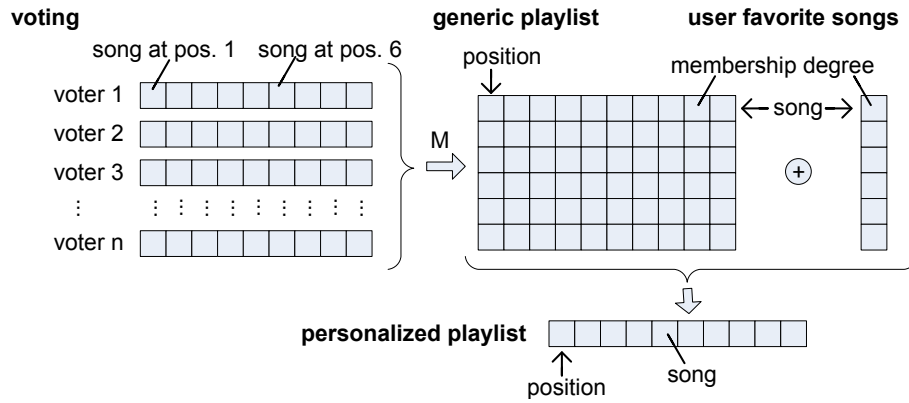 voting
generic playlist
user favorite songs
song at pos. 1
song at pos. 6
position
membership degree
voter 1
song
voter 2
M
voter 3
+
voter n
personalized playlist
position
song